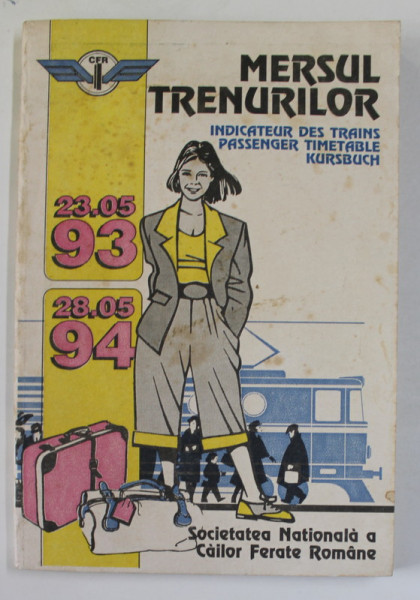 CFR
MERSUL
TRENURILOR
INDICATEUR DES TRAINS
PASSENGER TIMETABLE
KURSBUCH
23.05
93
28.05
94
Societatea Natională a
Căilor Ferate Române